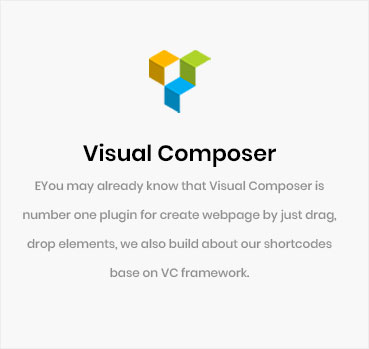 Visual Composer
EYou may already know that Visual Composer is
number one plugin for create webpage by just drag,
drop elements, we also build about our shortcodes
base on VC framework.